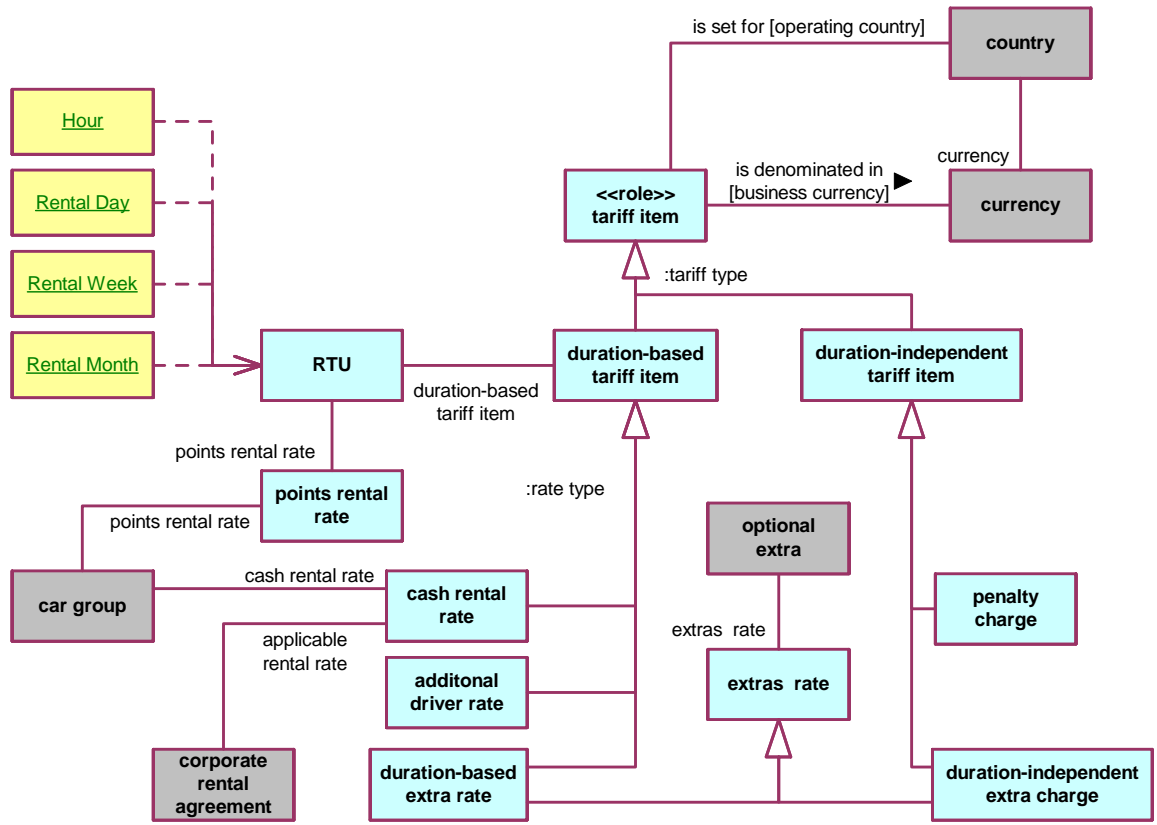 is set for [operating country]
country
Hour
currency
is denominated in
[business currency]
<<role>>
tariff item
currency
Rental Day
Rental Week
:tariff type
Rental Month
RTU
duration-based
tariff item
duration-based
tariff item
duration-independent
tariff item
points rental rate
points rental
rate
:rate type
points rental rate
optional
extra
car group
cash rental rate
cash rental
rate
penalty
charge
applicable
rental rate
extras  rate
additonal
driver rate
extras  rate
corporate
rental
agreement
duration-based
extra rate
duration-independent
extra charge